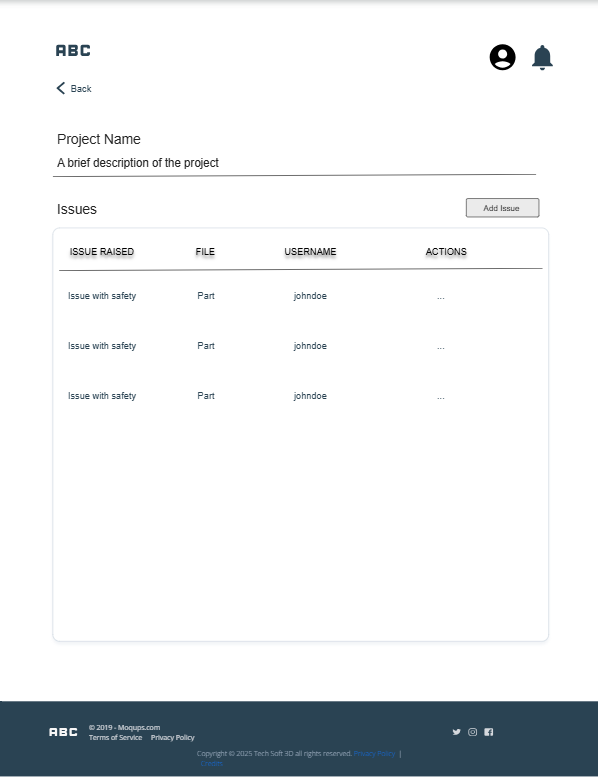 ABC
Back
Project Name
A brief description of the project
Issues
Add Issue
ISSUE RAISED FILE USERNAME ACTIONS
Issue with safety Part johndoe ...
Issue with safety Part johndoe ...
Issue with safety Part johndoe ...
ABC
© 2019 - Moqups.com
Terms of Service Privacy Policy
Copyright © 2025 Tech Soft 3D all rights reserved. Privacy Policy |
Credits